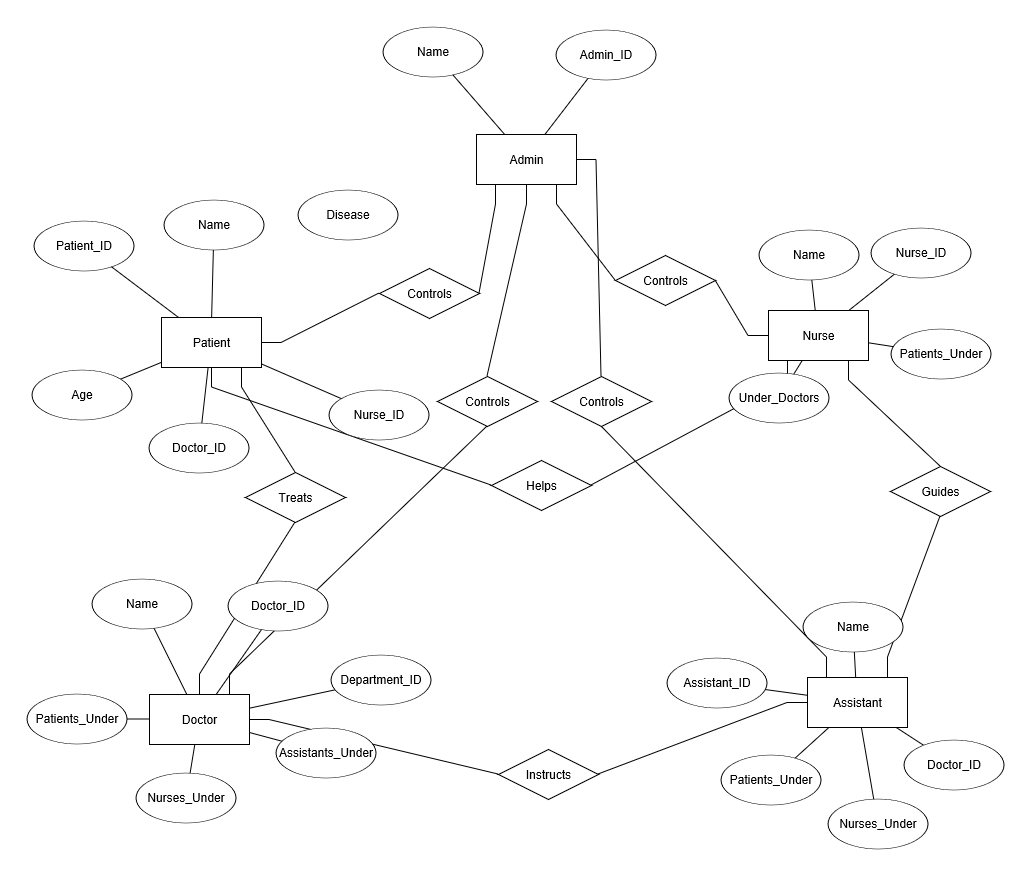 Name
Admin_ID
Admin
Disease
Name
Patient_ID
Name
Nurse_ID
Controls
Controls
Patient
Nurse
Patients_Under
Age
Nurse_ID
Controls
Controls
Under_Doctors
Doctor_ID
Treats
Helps
Guides
Name
Doctor_ID
Name
Department_ID
Assistant_ID
Patients_Under
Doctor
Assistant
Assistants_Under
Instructs
Patients_Under
Doctor_ID
Nurses_Under
Nurses_Under